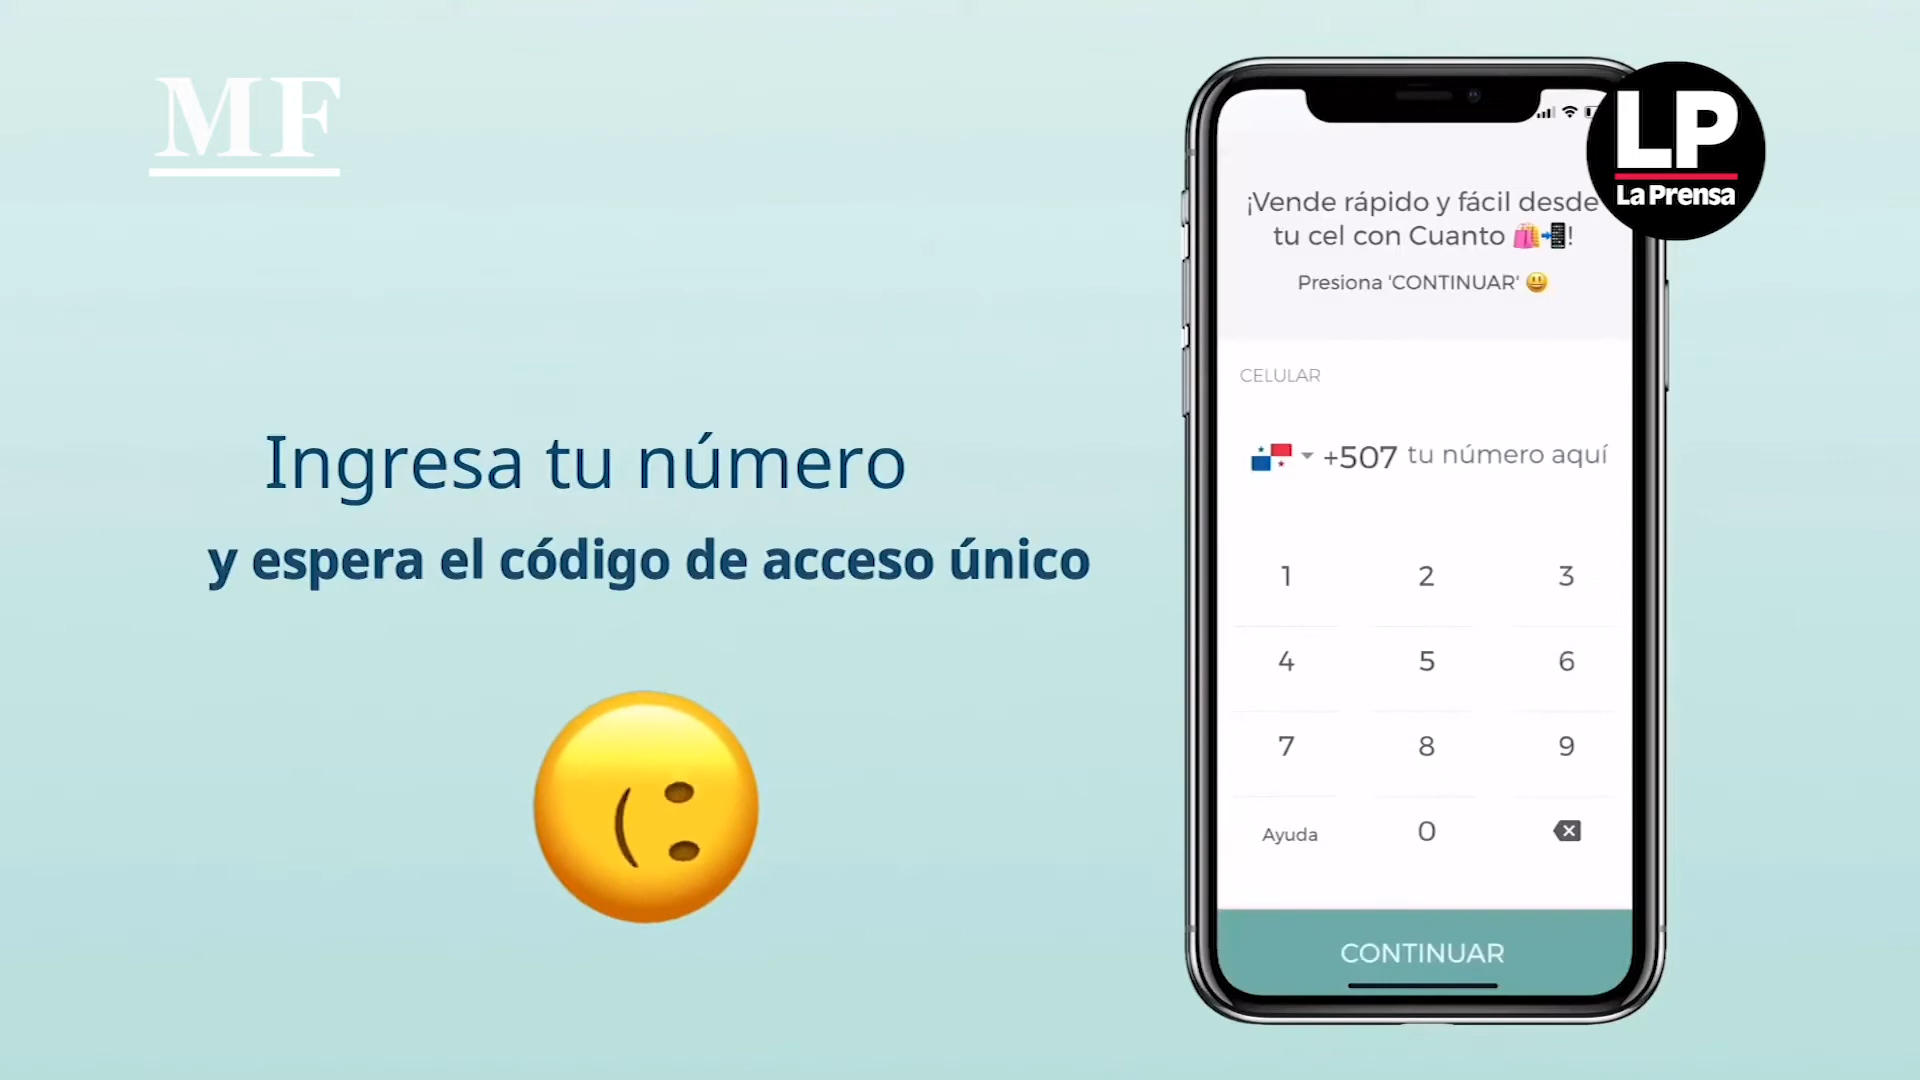 MF
Ingresa tu número
y espera el código de acceso único
LP
La Prensa
¡Vende rápido y fácil desde
tu cel con Cuanto 🛍️📲!
Presiona 'CONTINUAR' 😃
CELULAR
+507 tu número aquí
1 2 3
4 5 6
7 8 9
Ayuda 0
CONTINUAR